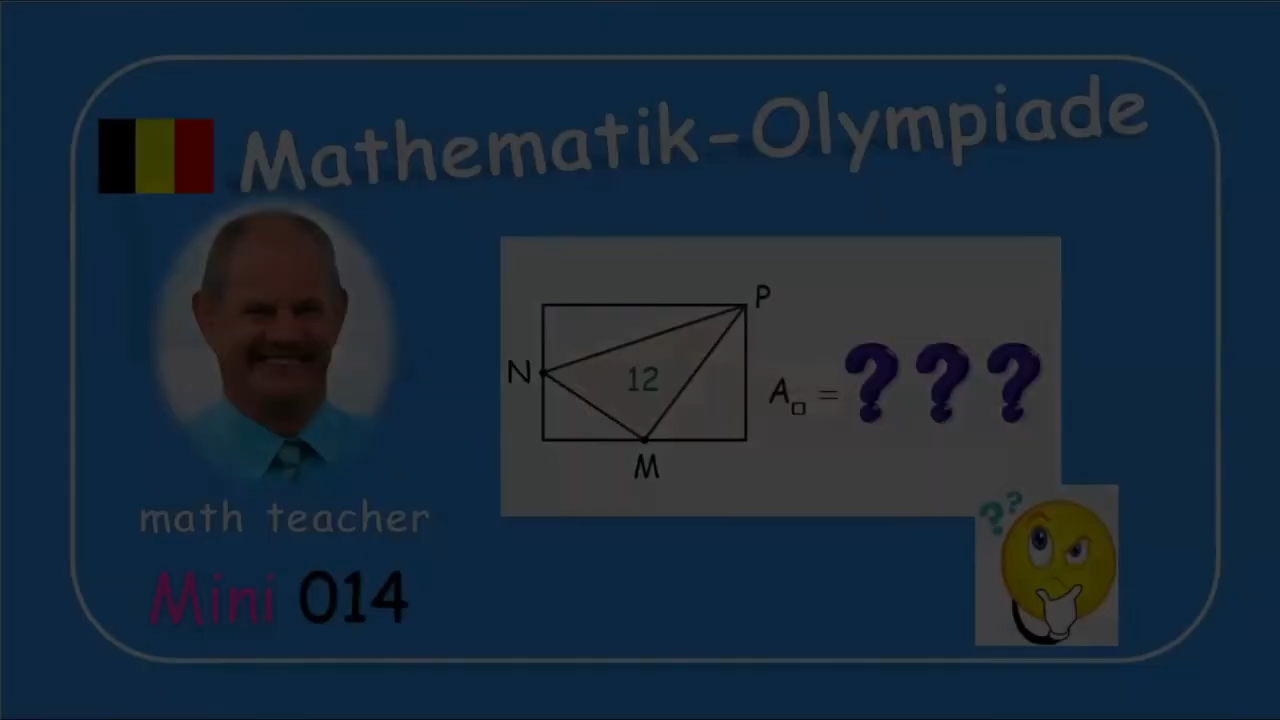 Mathematik-Olympiade
P
N
12
A□ = ???
M
math teacher
Mini 014
??